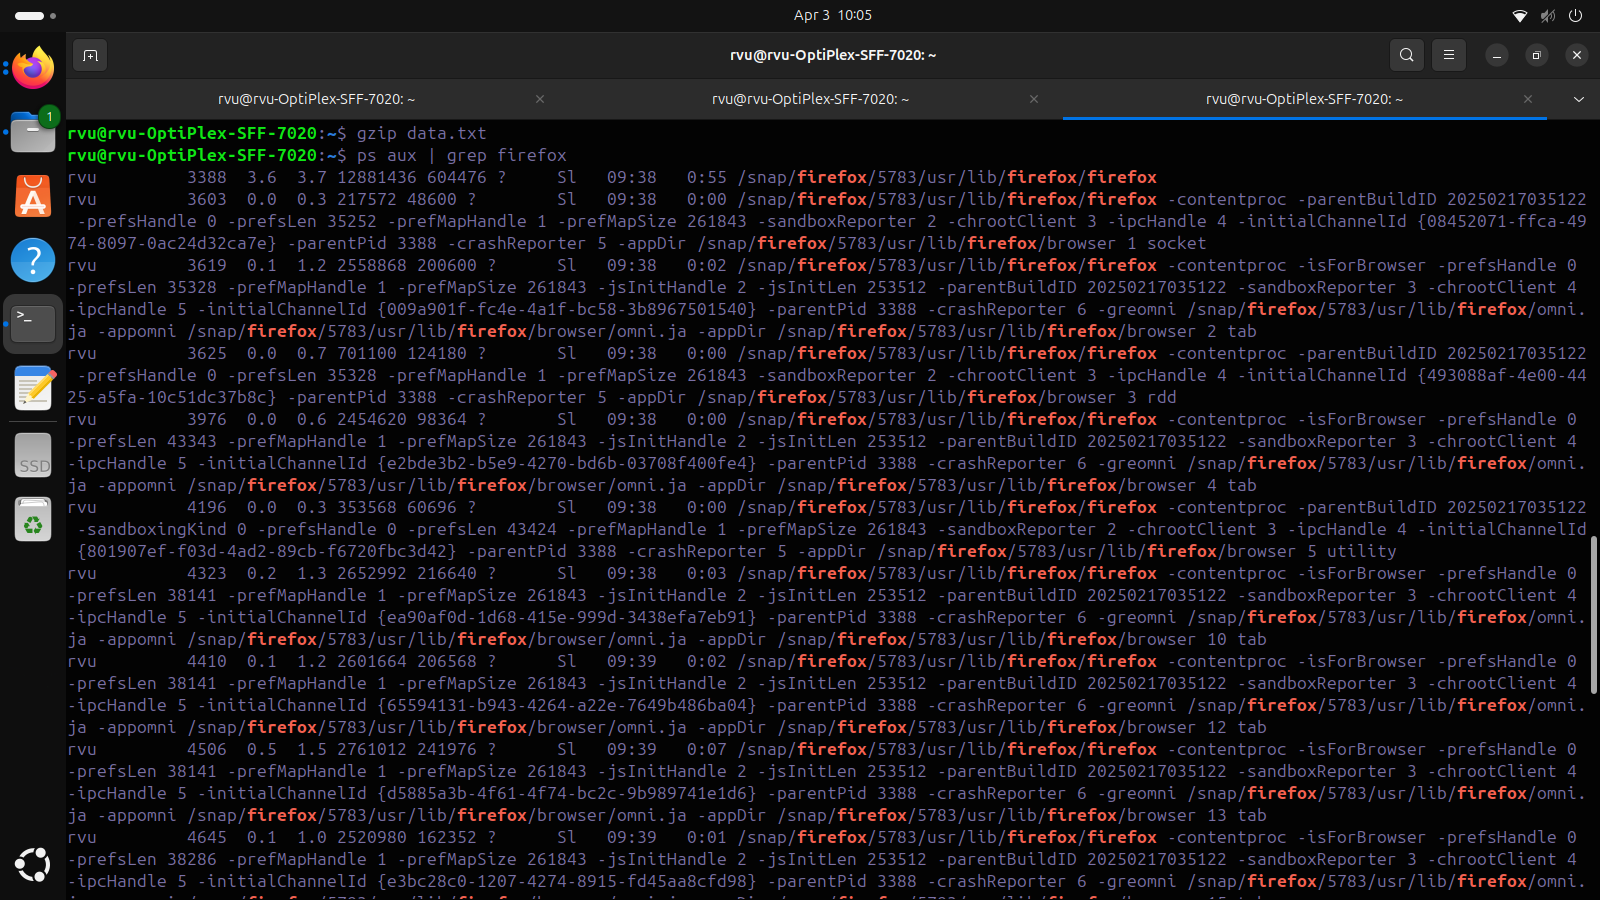 Apr 3 10:05
rvu@rvu-OptiPlex-SFF-7020: ~
rvu@rvu-OptiPlex-SFF-7020: ~
rvu@rvu-OptiPlex-SFF-7020: ~
rvu@rvu-OptiPlex-SFF-7020: ~
1
SSD
rvu@rvu-OptiPlex-SFF-7020:~$ gzip data.txt
rvu@rvu-OptiPlex-SFF-7020:~$ ps aux | grep firefox
rvu 3388 3.6 3.7 12881436 604476 ? Sl 09:38 0:55 /snap/firefox/5783/usr/lib/firefox/firefox
rvu 3603 0.0 0.3 217572 48600 ? Sl 09:38 0:00 /snap/firefox/5783/usr/lib/firefox/firefox -contentproc -parentBuildID 20250217035122
-prefsHandle 0 -prefsLen 35252 -prefMapHandle 1 -prefMapSize 261843 -sandboxReporter 2 -chrootClient 3 -ipcHandle 4 -initialChannelId {08452071-ffca-49
74-8097-0ac24d32ca7e} -parentPid 3388 -crashReporter 5 -appDir /snap/firefox/5783/usr/lib/firefox/browser 1 socket
rvu 3619 0.1 1.2 2558868 200600 ? Sl 09:38 0:02 /snap/firefox/5783/usr/lib/firefox/firefox -contentproc -isForBrowser -prefsHandle 0
-prefsLen 35328 -prefMapHandle 1 -prefMapSize 261843 -jsInitHandle 2 -jsInitLen 253512 -parentBuildID 20250217035122 -sandboxReporter 3 -chrootClient 4
-ipcHandle 5 -initialChannelId {009a901f-fc4e-4a1f-bc58-3b8967501540} -parentPid 3388 -crashReporter 6 -greomni /snap/firefox/5783/usr/lib/firefox/omni.
ja -appomni /snap/firefox/5783/usr/lib/firefox/browser/omni.ja -appDir /snap/firefox/5783/usr/lib/firefox/browser 2 tab
rvu 3625 0.0 0.7 701100 124180 ? Sl 09:38 0:00 /snap/firefox/5783/usr/lib/firefox/firefox -contentproc -parentBuildID 20250217035122
-prefsHandle 0 -prefsLen 35328 -prefMapHandle 1 -prefMapSize 261843 -sandboxReporter 2 -chrootClient 3 -ipcHandle 4 -initialChannelId {493088af-4e00-44
25-a5fa-10c51dc37b8c} -parentPid 3388 -crashReporter 5 -appDir /snap/firefox/5783/usr/lib/firefox/browser 3 rdd
rvu 3976 0.0 0.6 2454620 98364 ? Sl 09:38 0:00 /snap/firefox/5783/usr/lib/firefox/firefox -contentproc -isForBrowser -prefsHandle 0
-prefsLen 43343 -prefMapHandle 1 -prefMapSize 261843 -jsInitHandle 2 -jsInitLen 253512 -parentBuildID 20250217035122 -sandboxReporter 3 -chrootClient 4
-ipcHandle 5 -initialChannelId {e2bde3b2-b5e9-4270-bd6b-03708f400fe4} -parentPid 3388 -crashReporter 6 -greomni /snap/firefox/5783/usr/lib/firefox/omni.
ja -appomni /snap/firefox/5783/usr/lib/firefox/browser/omni.ja -appDir /snap/firefox/5783/usr/lib/firefox/browser 4 tab
rvu 4196 0.0 0.3 353568 60696 ? Sl 09:38 0:00 /snap/firefox/5783/usr/lib/firefox/firefox -contentproc -parentBuildID 20250217035122
-sandboxingKind 0 -prefsHandle 0 -prefsLen 43424 -prefMapHandle 1 -prefMapSize 261843 -sandboxReporter 2 -chrootClient 3 -ipcHandle 4 -initialChannelId
{801907ef-f03d-4ad2-89cb-f6720fbc3d42} -parentPid 3388 -crashReporter 5 -appDir /snap/firefox/5783/usr/lib/firefox/browser 5 utility
rvu 4323 0.2 1.3 2652992 216640 ? Sl 09:38 0:03 /snap/firefox/5783/usr/lib/firefox/firefox -contentproc -isForBrowser -prefsHandle 0
-prefsLen 38141 -prefMapHandle 1 -prefMapSize 261843 -jsInitHandle 2 -jsInitLen 253512 -parentBuildID 20250217035122 -sandboxReporter 3 -chrootClient 4
-ipcHandle 5 -initialChannelId {ea90af0d-1d68-415e-999d-3438efa7eb91} -parentPid 3388 -crashReporter 6 -greomni /snap/firefox/5783/usr/lib/firefox/omni.
ja -appomni /snap/firefox/5783/usr/lib/firefox/browser/omni.ja -appDir /snap/firefox/5783/usr/lib/firefox/browser 10 tab
rvu 4410 0.1 1.2 2601664 206568 ? Sl 09:39 0:02 /snap/firefox/5783/usr/lib/firefox/firefox -contentproc -isForBrowser -prefsHandle 0
-prefsLen 38141 -prefMapHandle 1 -prefMapSize 261843 -jsInitHandle 2 -jsInitLen 253512 -parentBuildID 20250217035122 -sandboxReporter 3 -chrootClient 4
-ipcHandle 5 -initialChannelId {65594131-b943-4264-a22e-7649b486ba04} -parentPid 3388 -crashReporter 6 -greomni /snap/firefox/5783/usr/lib/firefox/omni.
ja -appomni /snap/firefox/5783/usr/lib/firefox/browser/omni.ja -appDir /snap/firefox/5783/usr/lib/firefox/browser 12 tab
rvu 4506 0.5 1.5 2761012 241976 ? Sl 09:39 0:07 /snap/firefox/5783/usr/lib/firefox/firefox -contentproc -isForBrowser -prefsHandle 0
-prefsLen 38141 -prefMapHandle 1 -prefMapSize 261843 -jsInitHandle 2 -jsInitLen 253512 -parentBuildID 20250217035122 -sandboxReporter 3 -chrootClient 4
-ipcHandle 5 -initialChannelId {d5885a3b-4f61-4f74-bc2c-9b989741e1d6} -parentPid 3388 -crashReporter 6 -greomni /snap/firefox/5783/usr/lib/firefox/omni.
ja -appomni /snap/firefox/5783/usr/lib/firefox/browser/omni.ja -appDir /snap/firefox/5783/usr/lib/firefox/browser 13 tab
rvu 4645 0.1 1.0 2520980 162352 ? Sl 09:39 0:01 /snap/firefox/5783/usr/lib/firefox/firefox -contentproc -isForBrowser -prefsHandle 0
-prefsLen 38286 -prefMapHandle 1 -prefMapSize 261843 -jsInitHandle 2 -jsInitLen 253512 -parentBuildID 20250217035122 -sandboxReporter 3 -chrootClient 4
-ipcHandle 5 -initialChannelId {e3bc28c0-1207-4274-8915-fd45aa8cfd98} -parentPid 3388 -crashReporter 6 -greomni /snap/firefox/5783/usr/lib/firefox/omni.